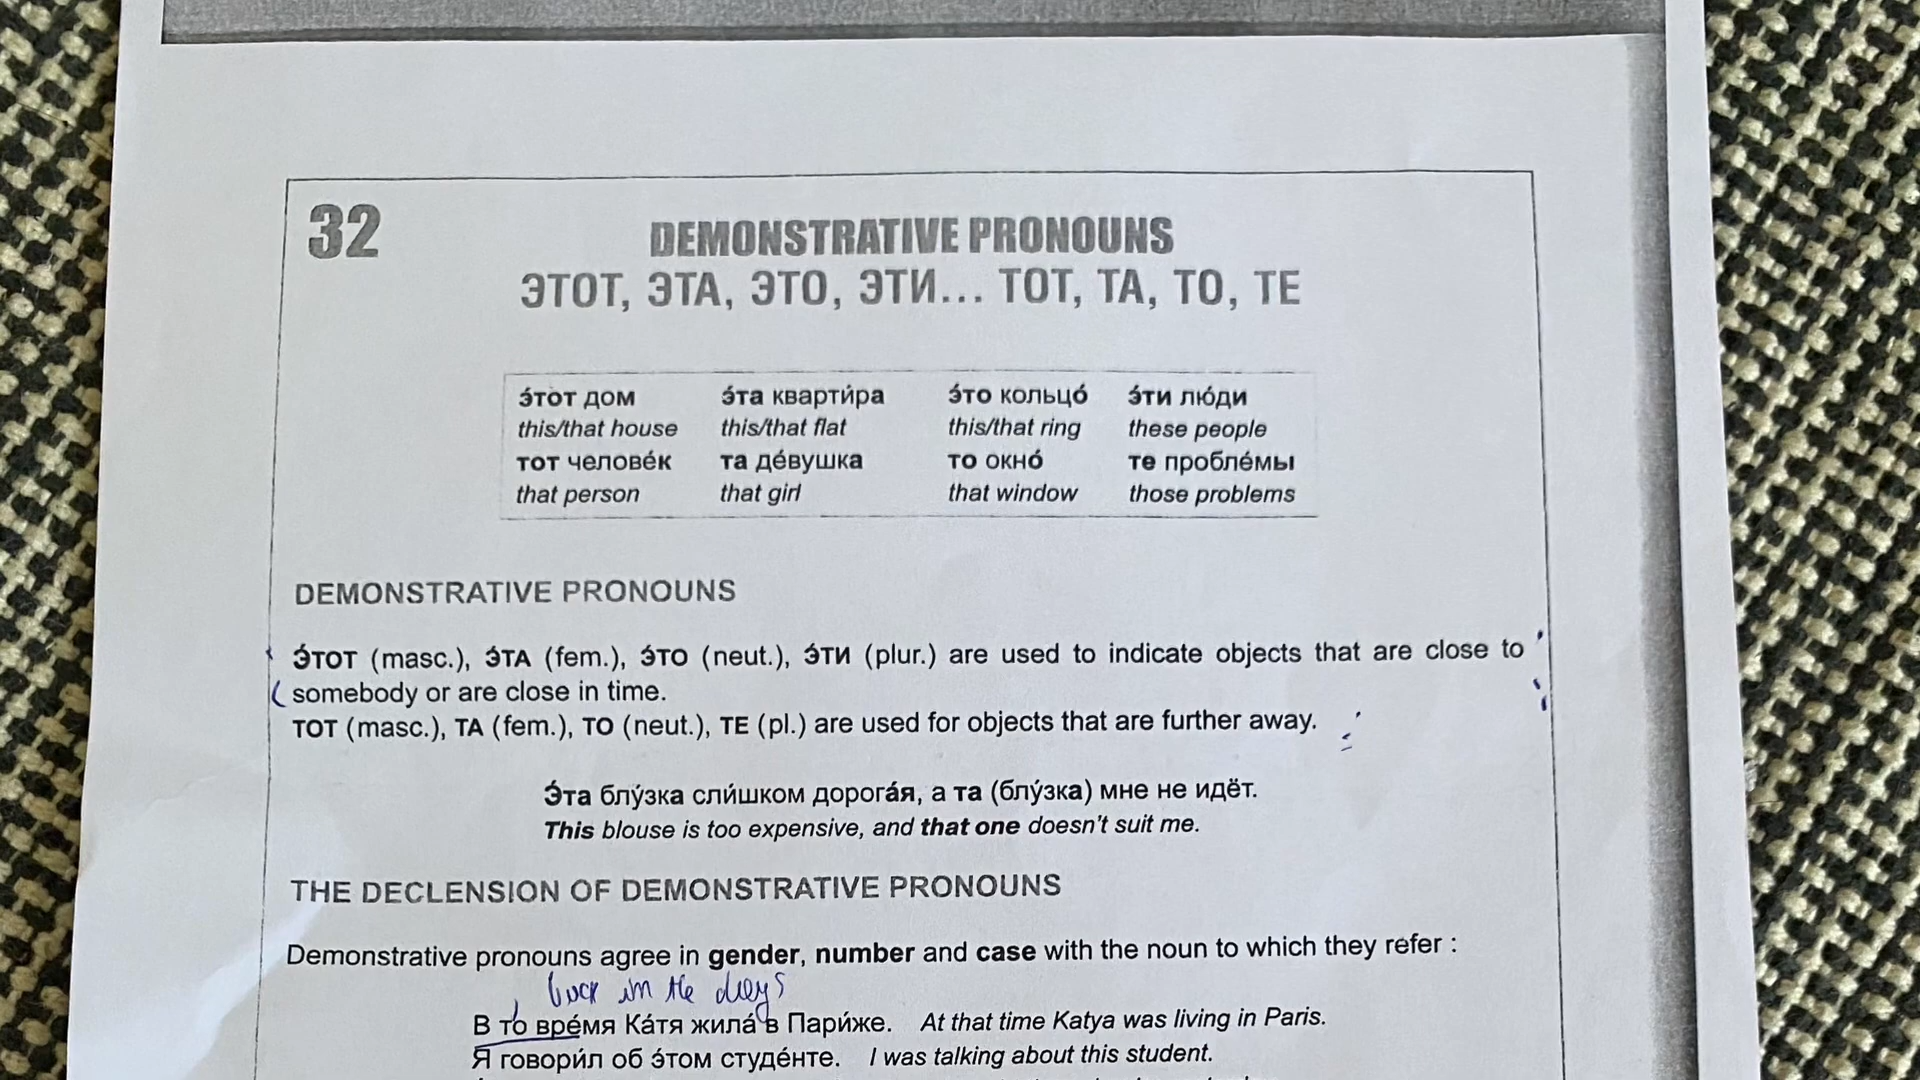 32
DEMONSTRATIVE PRONOUNS
ЭТОТ, ЭТА, ЭТО, ЭТИ... ТОТ, ТА, ТО, ТЕ
э́тот дом э́та кварти́ра э́то кольцо́ э́ти лю́ди
this/that house this/that flat this/that ring these people
тот челове́к та де́вушка то окно́ те пробле́мы
that person that girl that window those problems
DEMONSTRATIVE PRONOUNS
Э́ТОТ (masc.), Э́ТА (fem.), Э́ТО (neut.), Э́ТИ (plur.) are used to indicate objects that are close to
somebody or are close in time.
ТОТ (masc.), ТА (fem.), ТО (neut.), ТЕ (pl.) are used for objects that are further away.
Э́та блу́зка сли́шком дорога́я, а та (блу́зка) мне не идёт.
This blouse is too expensive, and that one doesn't suit me.
THE DECLENSION OF DEMONSTRATIVE PRONOUNS
Demonstrative pronouns agree in gender, number and case with the noun to which they refer :
back in the days
В то вре́мя Ка́тя жила́ в Пари́же. At that time Katya was living in Paris.
Я говори́л об э́том студе́нте. I was talking about this student.